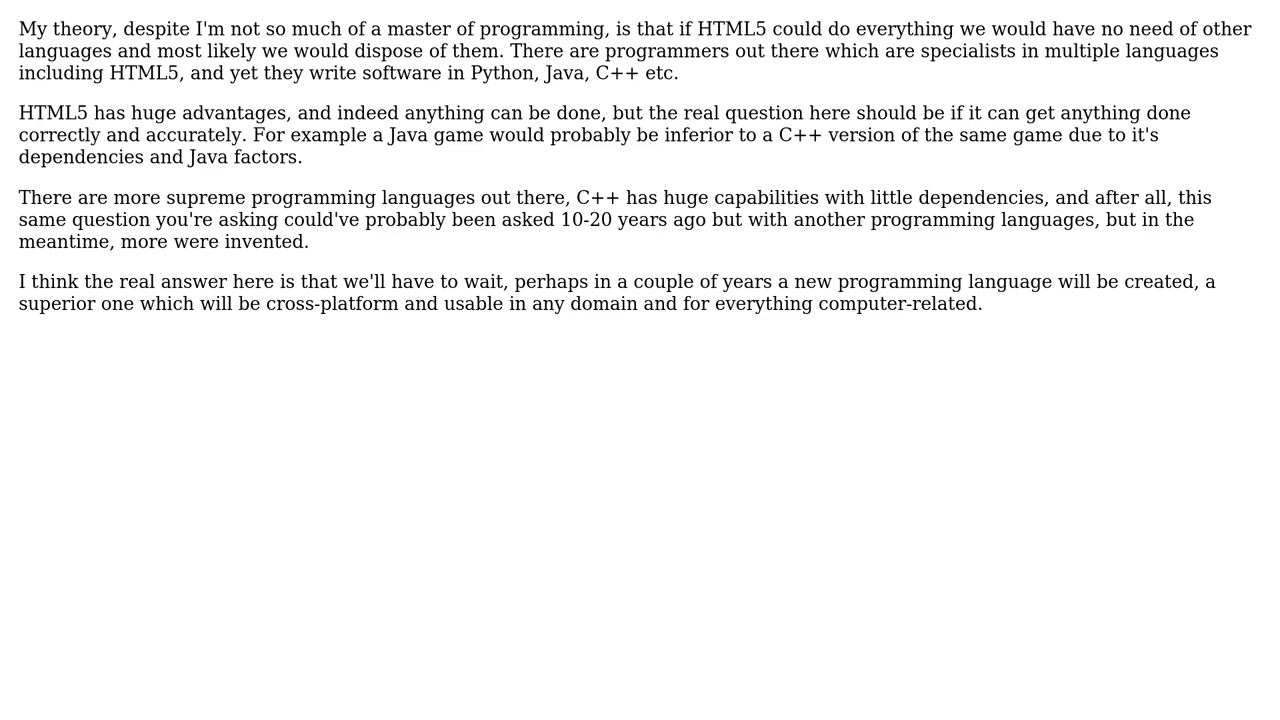 My theory, despite I'm not so much of a master of programming, is that if HTML5 could do everything we would have no need of other
languages and most likely we would dispose of them. There are programmers out there which are specialists in multiple languages
including HTML5, and yet they write software in Python, Java, C++ etc.
HTML5 has huge advantages, and indeed anything can be done, but the real question here should be if it can get anything done
correctly and accurately. For example a Java game would probably be inferior to a C++ version of the same game due to it's
dependencies and Java factors.
There are more supreme programming languages out there, C++ has huge capabilities with little dependencies, and after all, this
same question you're asking could've probably been asked 10-20 years ago but with another programming languages, but in the
meantime, more were invented.
I think the real answer here is that we'll have to wait, perhaps in a couple of years a new programming language will be created, a
superior one which will be cross-platform and usable in any domain and for everything computer-related.